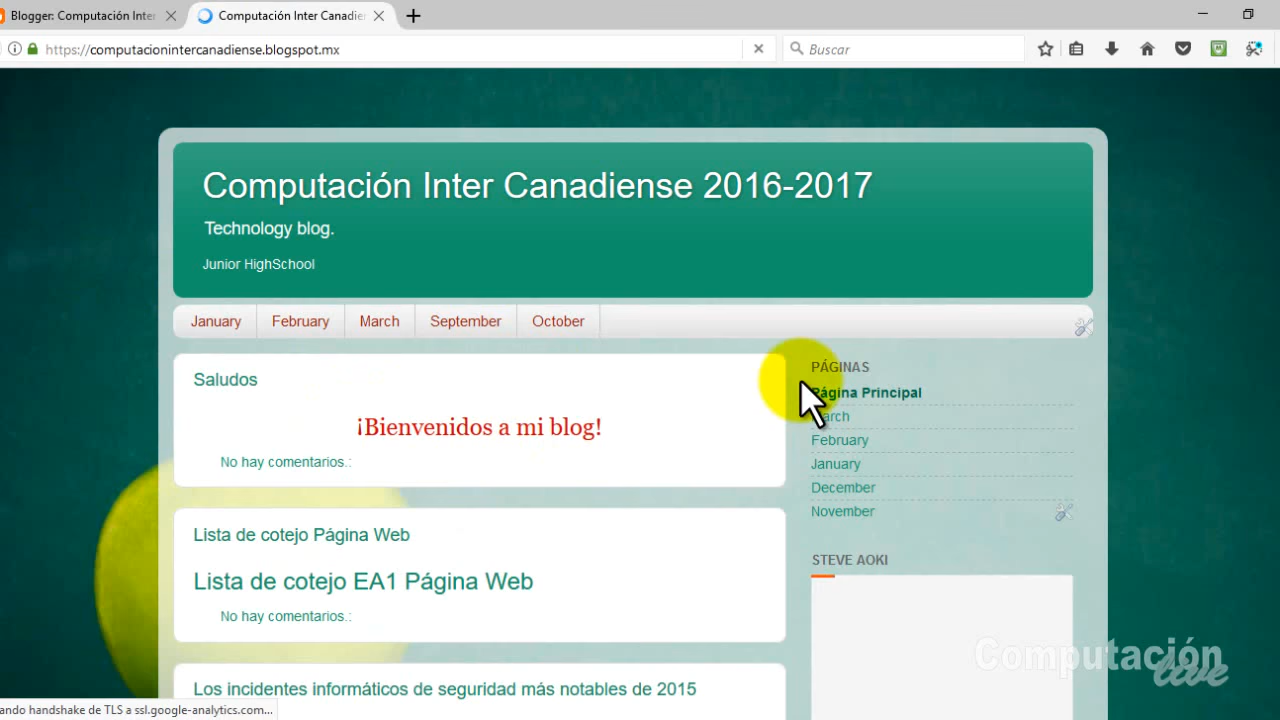 Blogger: Computación Inter
Computación Inter Canadie
https://computacionintercanadiense.blogspot.mx
Buscar
Computación Inter Canadiense 2016-2017
Technology blog.
Junior HighSchool
January February March September October
Saludos
¡Bienvenidos a mi blog!
No hay comentarios.:
Lista de cotejo Página Web
Lista de cotejo EA1 Página Web
No hay comentarios.:
Los incidentes informáticos de seguridad más notables de 2015
PÁGINAS
Página Principal
March
February
January
December
November
STEVE AOKI
Computación
live
ando handshake de TLS a ssl.google-analytics.com...